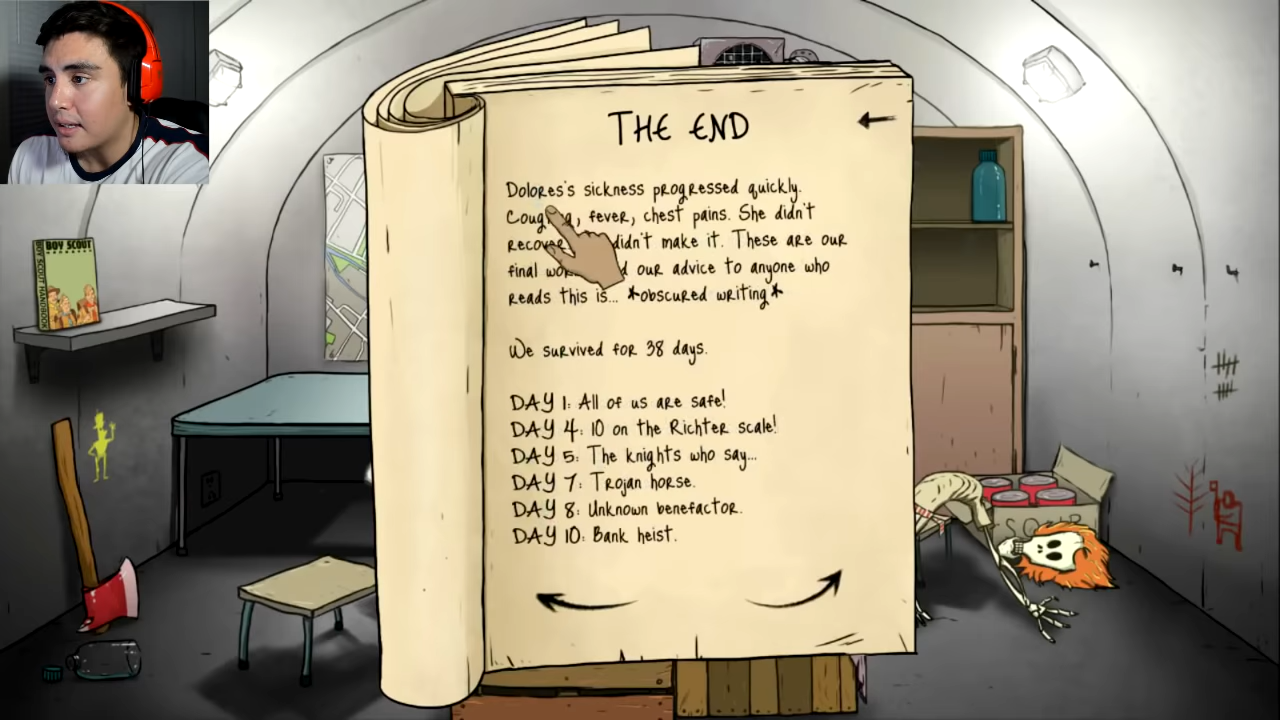 THE END
Dolores's sickness progressed quickly.
fever, chest pains. She didn't
didn't make it. These are our
final our advice to anyone who
reads this is... *obscured writing*
We survived for 38 days.
DAY 1: All of us are safe!
DAY 4: 10 on the Richter scale!
DAY 5: The knights who say...
DAY 7: Trojan horse.
DAY 8: Unknown benefactor.
DAY 10: Bank heist.
BOY SCOUT
BOY SCOUT HANDBOOK
SOUP